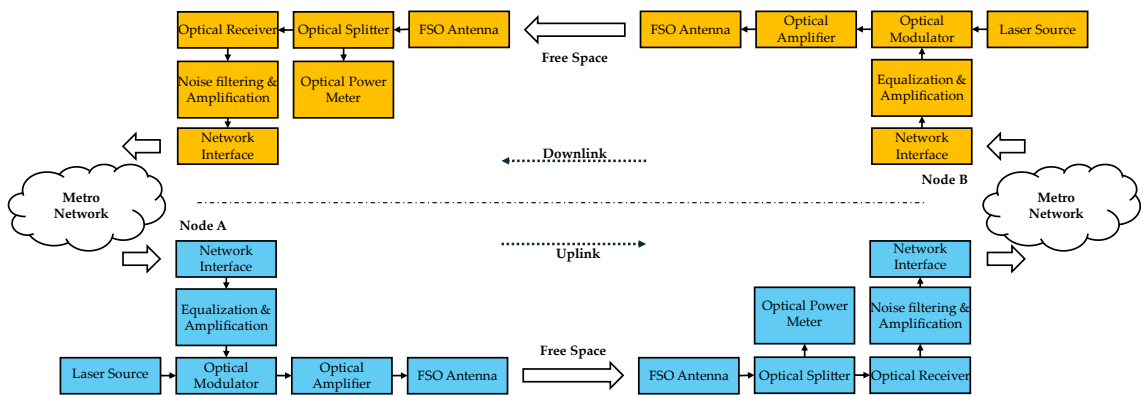 Optical Receiver
Optical Splitter
FSO Antenna
Free Space
FSO Antenna
Optical
Amplifier
Optical
Modulator
Laser Source
Noise filtering &
Amplification
Optical Power
Meter
Equalization &
Amplification
Network
Interface
Downlink
Network
Interface
Node B
Metro
Network
Metro
Network
Node A
Uplink
Network
Interface
Network
Interface
Equalization &
Amplification
Optical Power
Meter
Noise filtering &
Amplification
Laser Source
Optical
Modulator
Optical
Amplifier
FSO Antenna
Free Space
FSO Antenna
Optical Splitter
Optical Receiver